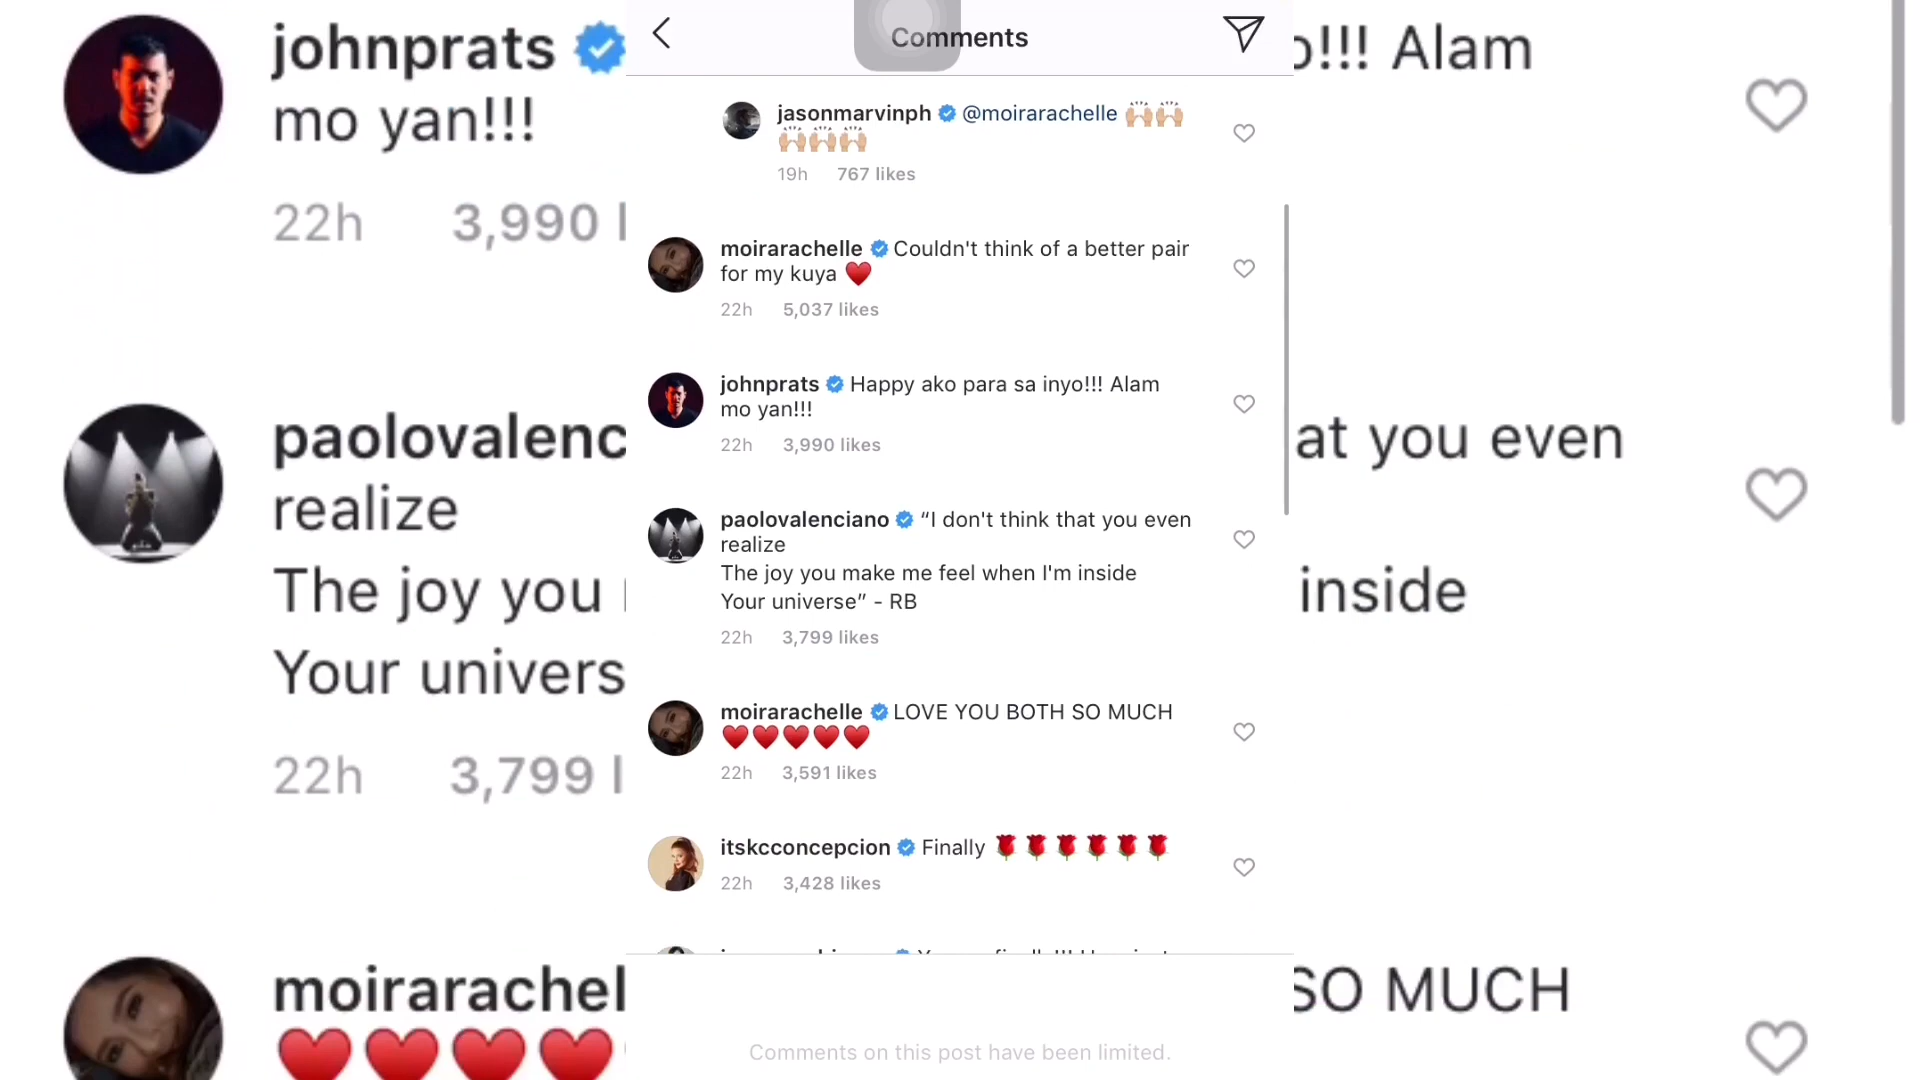 Comments
jasonmarvinph @moirarachelle 🙌🏼🙌🏼
🙌🏼🙌🏼🙌🏼
19h 767 likes
moirarachelle Couldn't think of a better pair
for my kuya ❤️
22h 5,037 likes
johnprats Happy ako para sa inyo!!! Alam
mo yan!!!
22h 3,990 likes
paolovalenciano “I don't think that you even
realize
The joy you make me feel when I'm inside
Your universe” - RB
22h 3,799 likes
moirarachelle LOVE YOU BOTH SO MUCH
❤️❤️❤️❤️❤️
22h 3,591 likes
itskcconcepcion Finally 🌹🌹🌹🌹🌹🌹
22h 3,428 likes
Comments on this post have been limited.
johnprats o!!! Alam
mo yan!!!
22h 3,990 l
paolovalenc at you even
realize
The joy you inside
Your univers
22h 3,799 l
moirarachel SO MUCH
❤️❤️❤️❤️